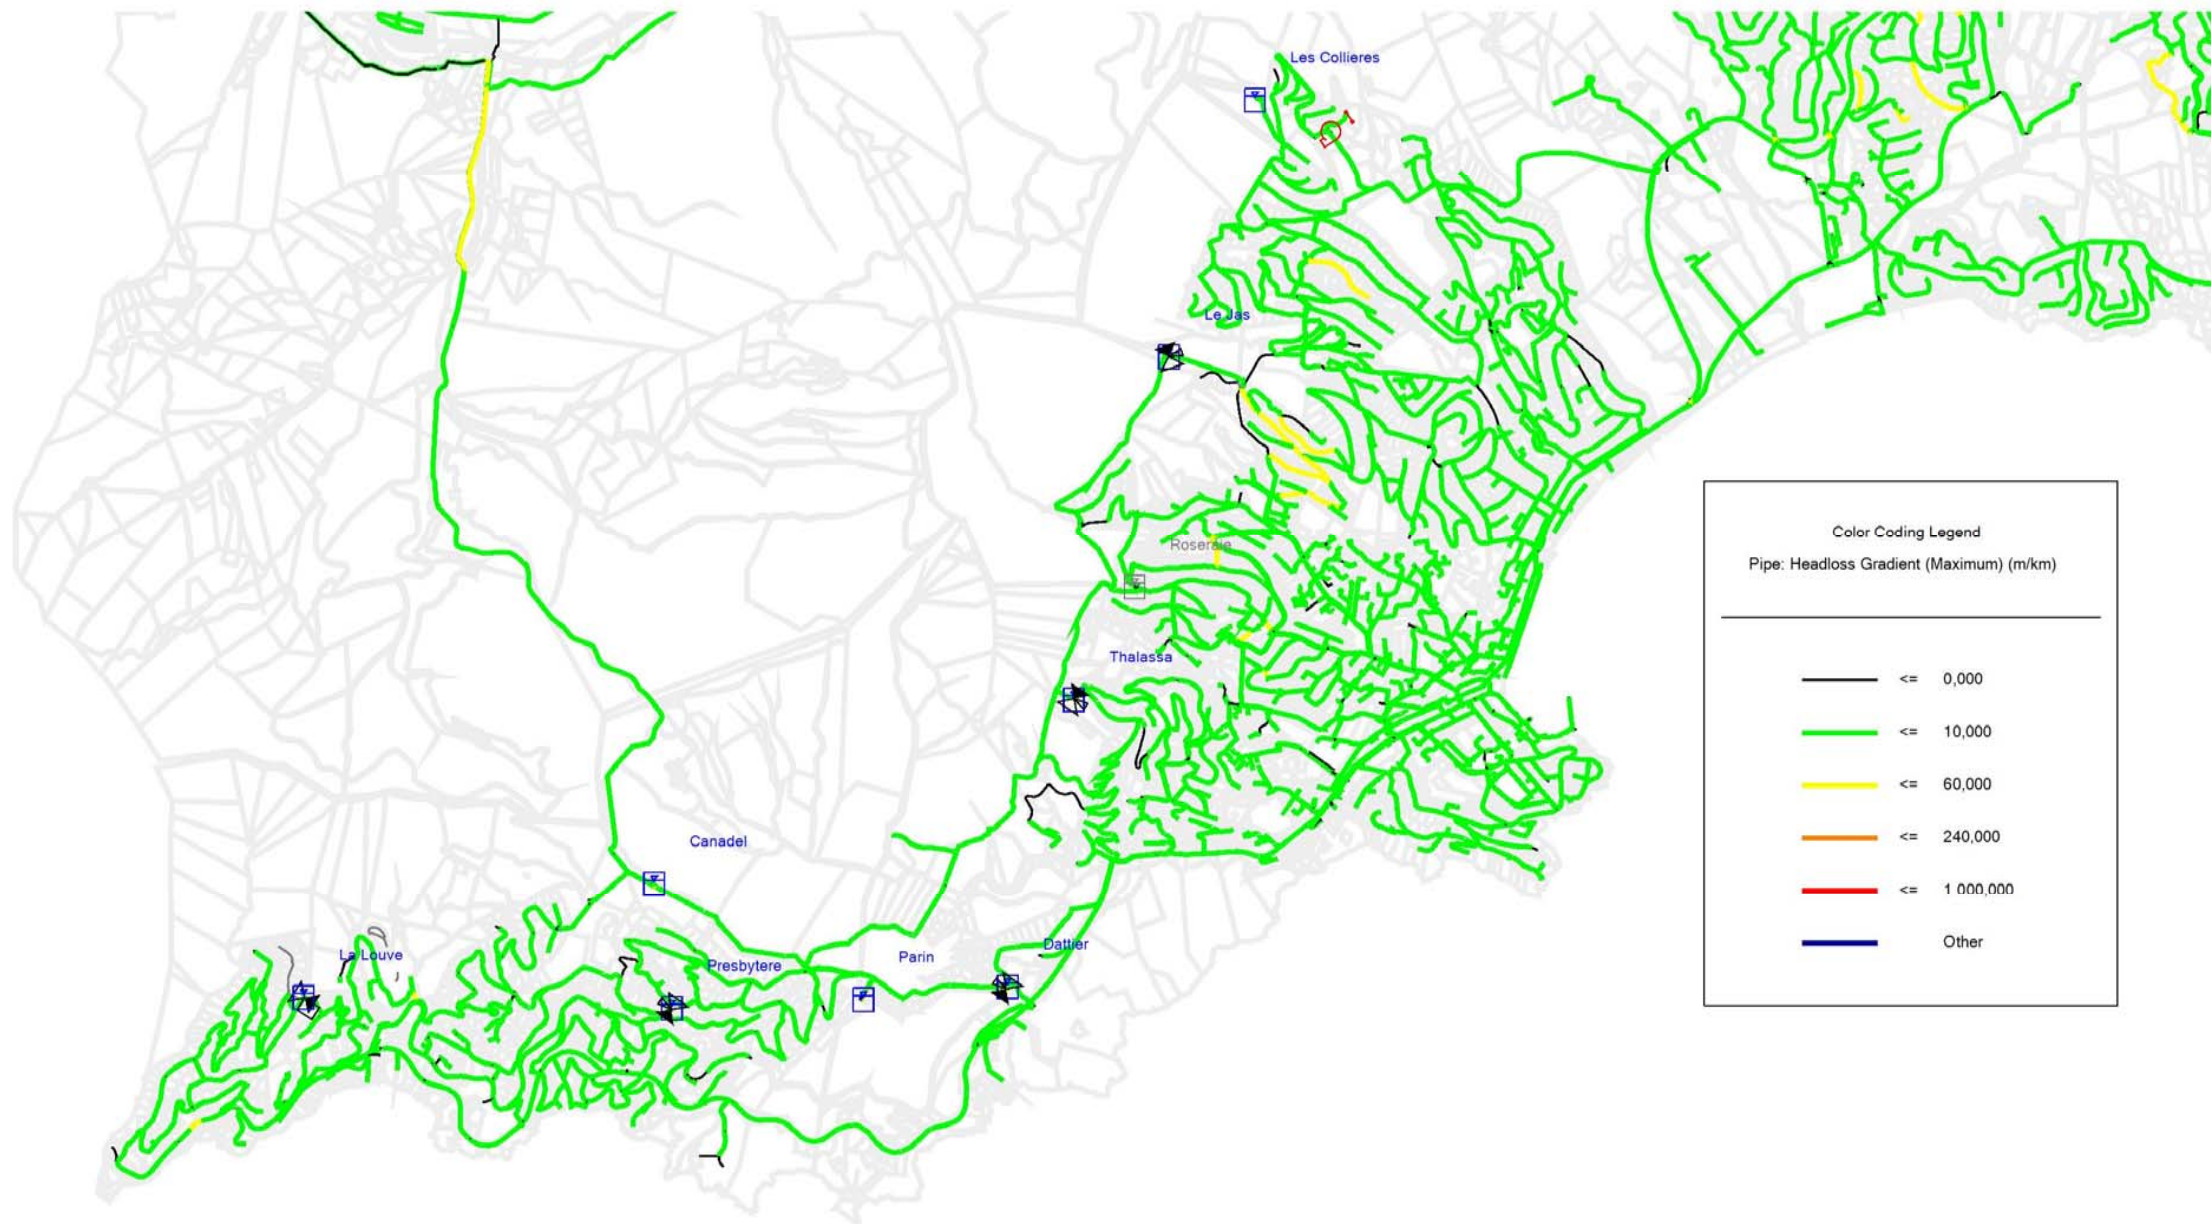 Les Collieres
Le Jas
Roseraie
Thalassa
Canadel
La Louve
Presbytere
Parin
Dattier
Color Coding Legend
Pipe: Headloss Gradient (Maximum) (m/km)
<= 0,000
<= 10,000
<= 60,000
<= 240,000
<= 1 000,000
Other